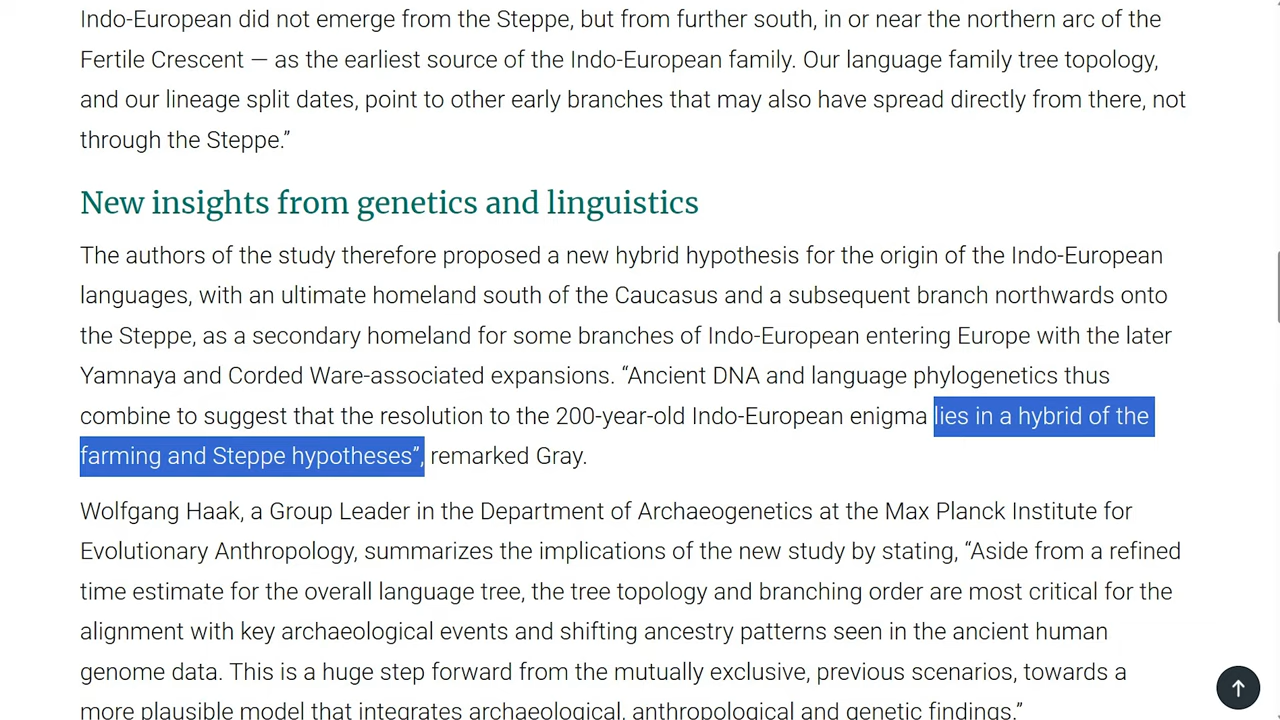 Indo-European did not emerge from the Steppe, but from further south, in or near the northern arc of the
Fertile Crescent — as the earliest source of the Indo-European family. Our language family tree topology,
and our lineage split dates, point to other early branches that may also have spread directly from there, not
through the Steppe.”
New insights from genetics and linguistics
The authors of the study therefore proposed a new hybrid hypothesis for the origin of the Indo-European
languages, with an ultimate homeland south of the Caucasus and a subsequent branch northwards onto
the Steppe, as a secondary homeland for some branches of Indo-European entering Europe with the later
Yamnaya and Corded Ware-associated expansions. “Ancient DNA and language phylogenetics thus
combine to suggest that the resolution to the 200-year-old Indo-European enigma lies in a hybrid of the
farming and Steppe hypotheses”, remarked Gray.
Wolfgang Haak, a Group Leader in the Department of Archaeogenetics at the Max Planck Institute for
Evolutionary Anthropology, summarizes the implications of the new study by stating, “Aside from a refined
time estimate for the overall language tree, the tree topology and branching order are most critical for the
alignment with key archaeological events and shifting ancestry patterns seen in the ancient human
genome data. This is a huge step forward from the mutually exclusive, previous scenarios, towards a
more plausible model that integrates archaeological, anthropological and genetic findings.”